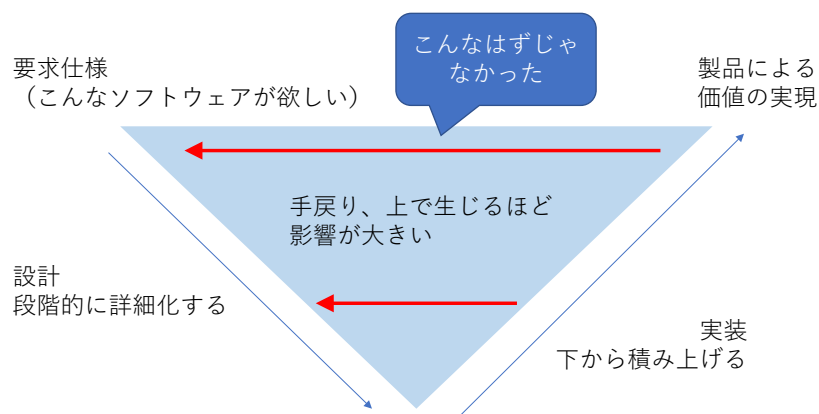 こんなはずじゃ
なかった
要求仕様
（こんなソフトウェアが欲しい）
製品による
価値の実現
手戻り、上で生じるほど
影響が大きい
設計
段階的に詳細化する
実装
下から積み上げる